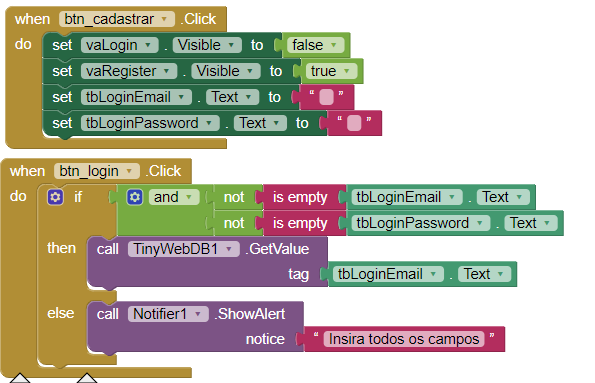 when btn_cadastrar .Click
do set vaLogin . Visible to false
set vaRegister . Visible to true
set tbLoginEmail . Text to “ ”
set tbLoginPassword . Text to “ ”
when btn_login .Click
do if and not is empty tbLoginEmail . Text
not is empty tbLoginPassword . Text
then call TinyWebDB1 .GetValue
tag tbLoginEmail . Text
else call Notifier1 .ShowAlert
notice “ Insira todos os campos ”